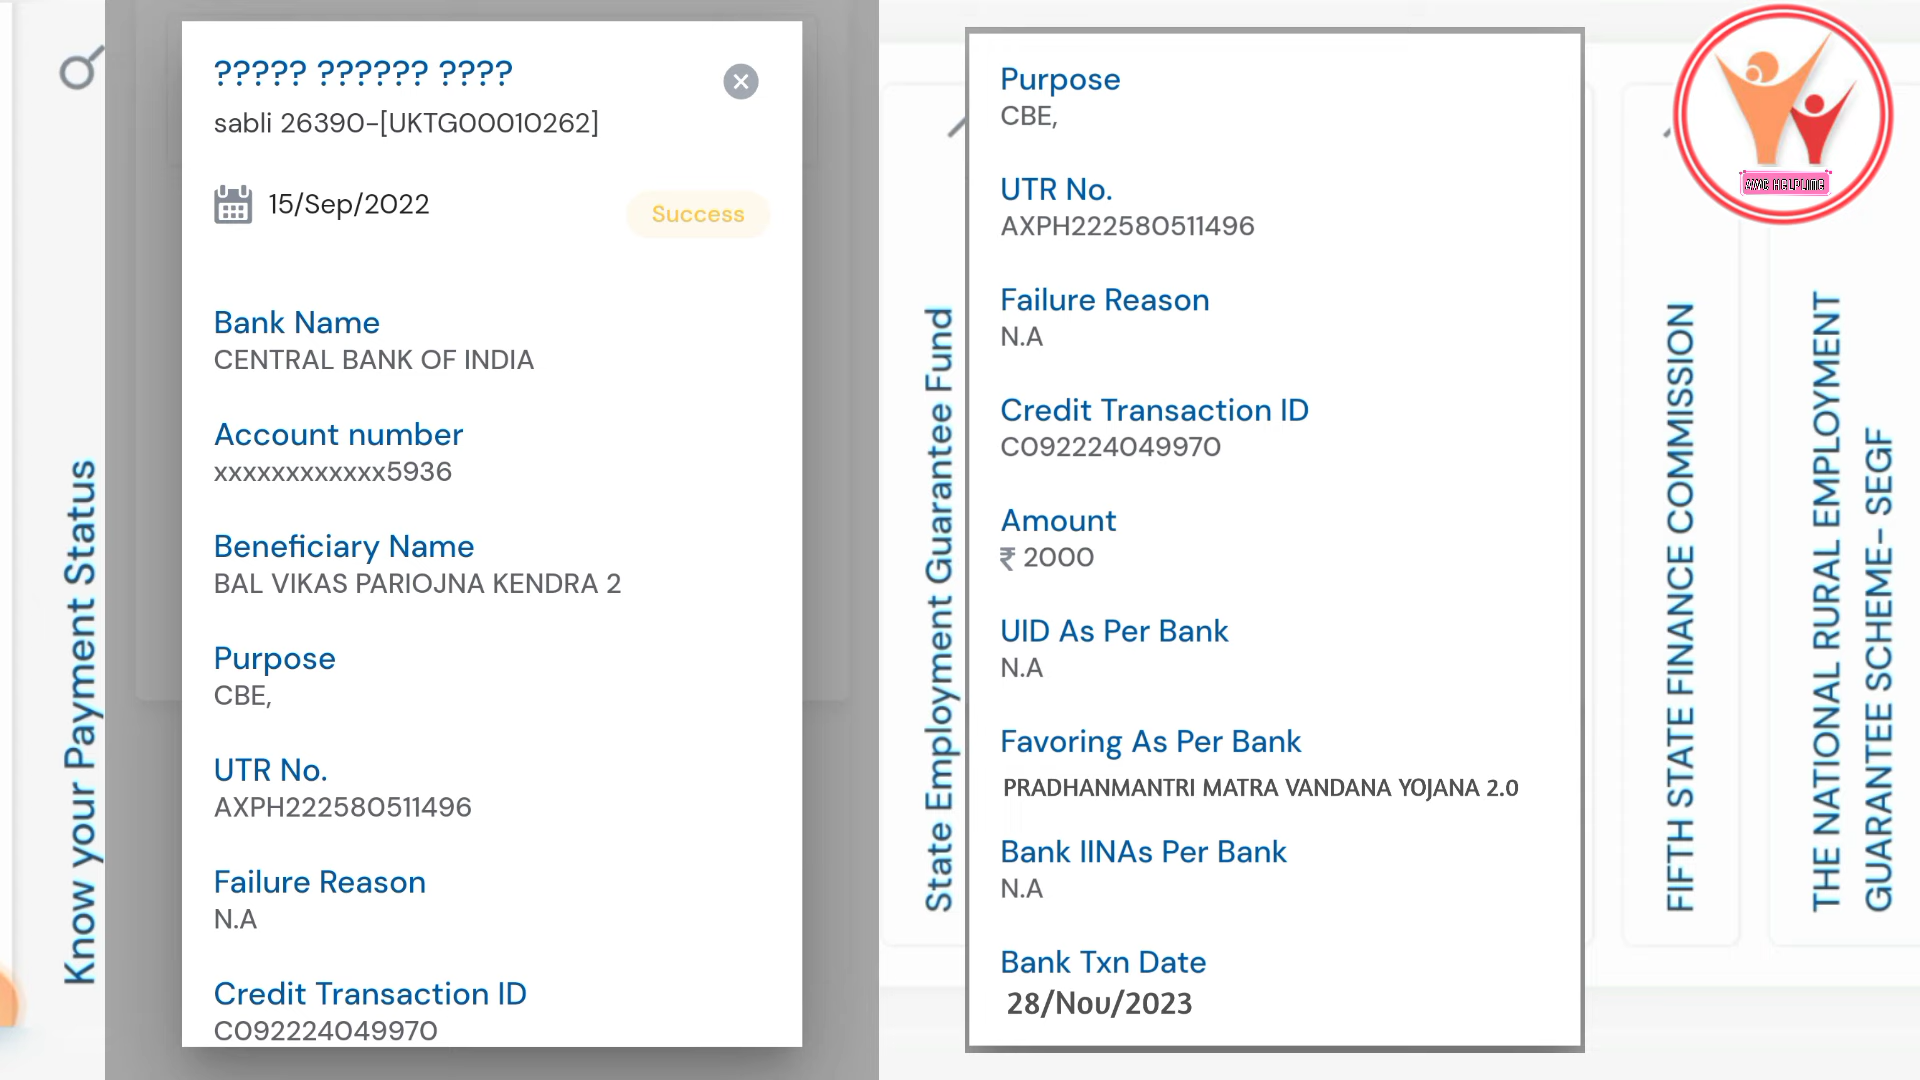 Know your Payment Status
????? ?????? ????
sabli 26390-[UKTG00010262]
15/Sep/2022
Success
Bank Name
CENTRAL BANK OF INDIA
Account number
xxxxxxxxxxxx5936
Beneficiary Name
BAL VIKAS PARIOJNA KENDRA 2
Purpose
CBE,
UTR No.
AXPH222580511496
Failure Reason
N.A
Credit Transaction ID
C092224049970
State Employment Guarantee Fund
Purpose
CBE,
UTR No.
AXPH222580511496
Failure Reason
N.A
Credit Transaction ID
C092224049970
Amount
₹ 2000
UID As Per Bank
N.A
Favoring As Per Bank
PRADHANMANTRI MATRA VANDANA YOJANA 2.0
Bank IINAs Per Bank
N.A
Bank Txn Date
28/Nov/2023
FIFTH STATE FINANCE COMMISSION
THE NATIONAL RURAL EMPLOYMENT
GUARANTEE SCHEME- SEGF